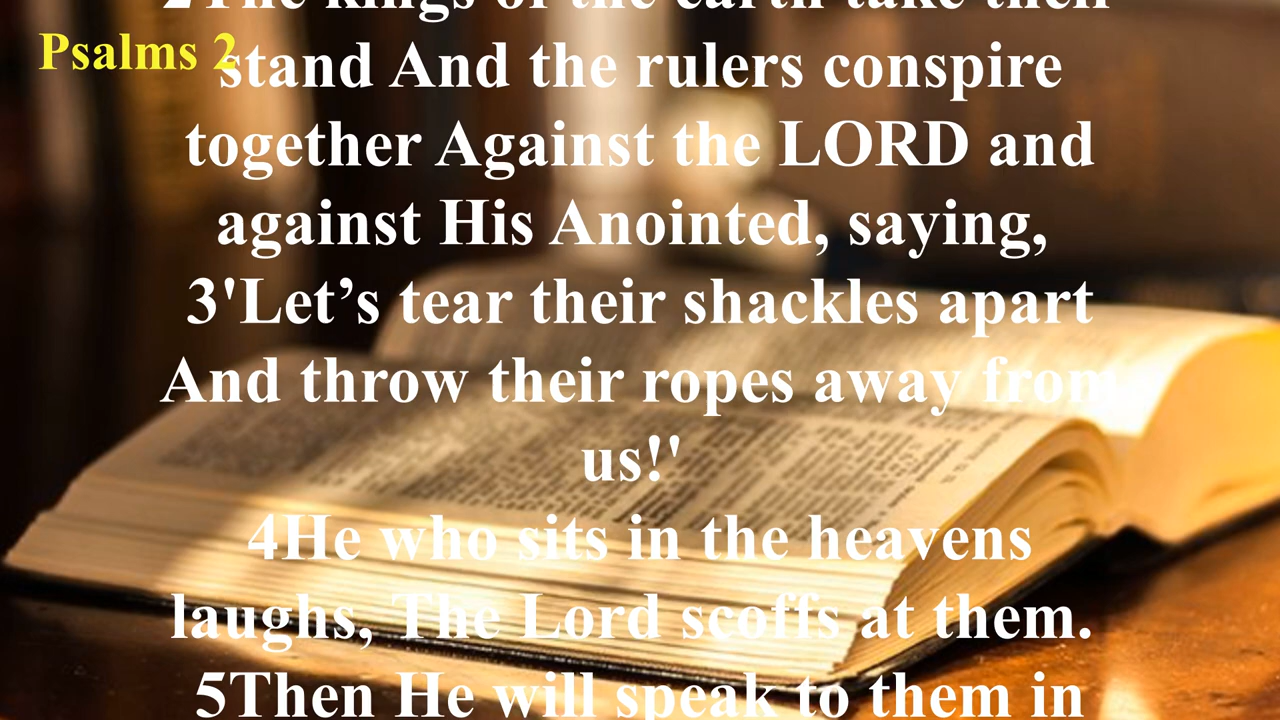 2The kings of the earth take their
Psalms 2
stand And the rulers conspire
together Against the LORD and
against His Anointed, saying,
3'Let’s tear their shackles apart
And throw their ropes away from
us!'
4He who sits in the heavens
laughs, The Lord scoffs at them.
5Then He will speak to them in